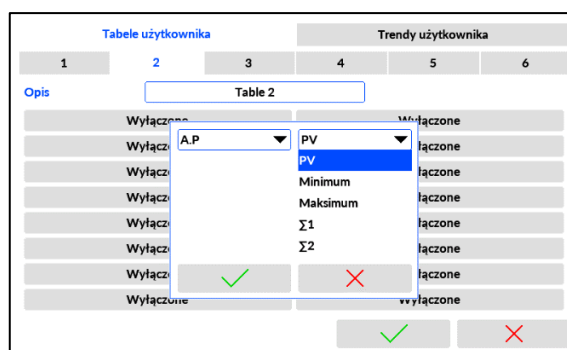 Tabele użytkownika Trendy użytkownika
1 2 3 4 5 6
Opis Table 2
Wyłączone Wyłączone
A.P PV
PV
Minimum
Maksimum
∑1
∑2
Wyłączone Wyłączone